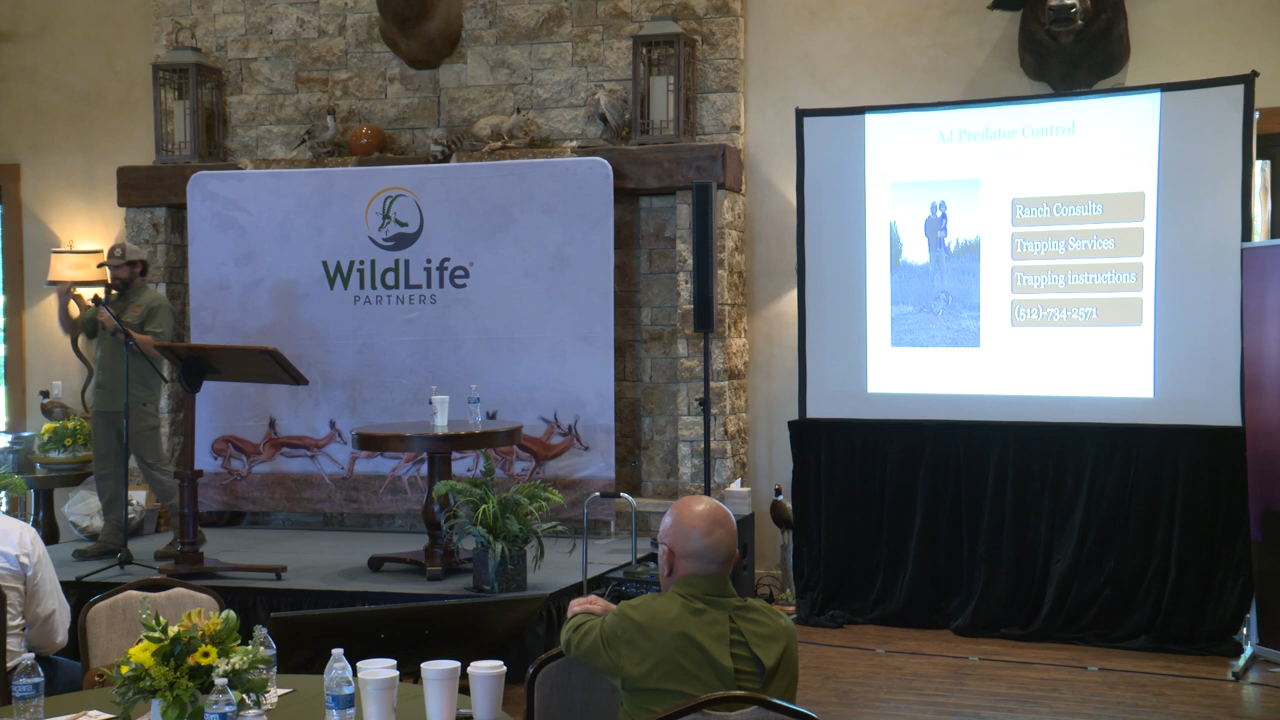 WildLife
PARTNERS
AJ Predator Control
Ranch Consults
Trapping Services
Trapping instructions
(512)-734-2571